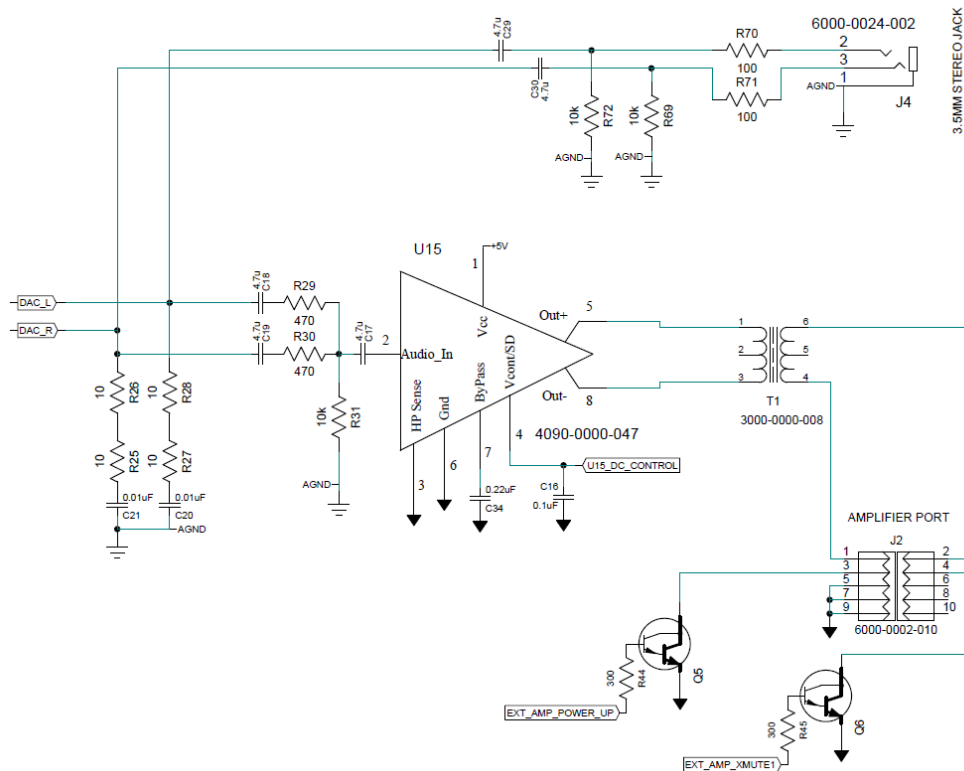 6000-0024-002
3.5MM STEREO JACK
4.7u
C29
R70
100
2
3
1
C30
4.7u
R71
100
AGND
J4
10k
R72
10k
R69
AGND
AGND
U15
+5V
1
DAC_L
DAC_R
4.7u
C18
R29
470
4.7u
C19
R30
470
4.7u
C17
2
Audio_In
Vcc
Out+
5
Out-
8
HP Sense
Gnd
ByPass
Vcont/SD
3
6
7
4
4090-0000-047
10k
R31
AGND
10
R26
10
R28
10
R25
10
R27
0.01uF
C21
0.01uF
C20
AGND
0.22uF
C34
U15_DC_CONTROL
C16
0.1uF
1
2
3
6
5
4
T1
3000-0000-008
AMPLIFIER PORT
J2
1
3
5
7
9
2
4
6
8
10
6000-0002-010
300
R44
Q5
EXT_AMP_POWER_UP
300
R45
Q6
EXT_AMP_XMUTE1